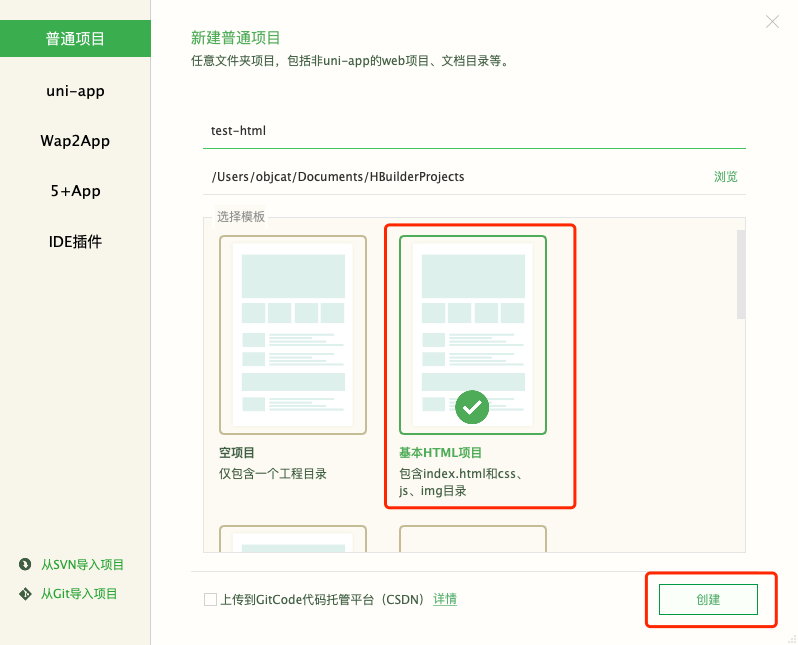 普通项目
uni-app
Wap2App
5+App
IDE插件
从SVN导入项目
从Git导入项目
新建普通项目
任意文件夹项目，包括非uni-app的web项目、文档目录等。
test-html
/Users/objcat/Documents/HBuilderProjects
浏览
选择模板
空项目
仅包含一个工程目录
基本HTML项目
包含index.html和css、
js、img目录
上传到GitCode代码托管平台（CSDN） 详情
创建